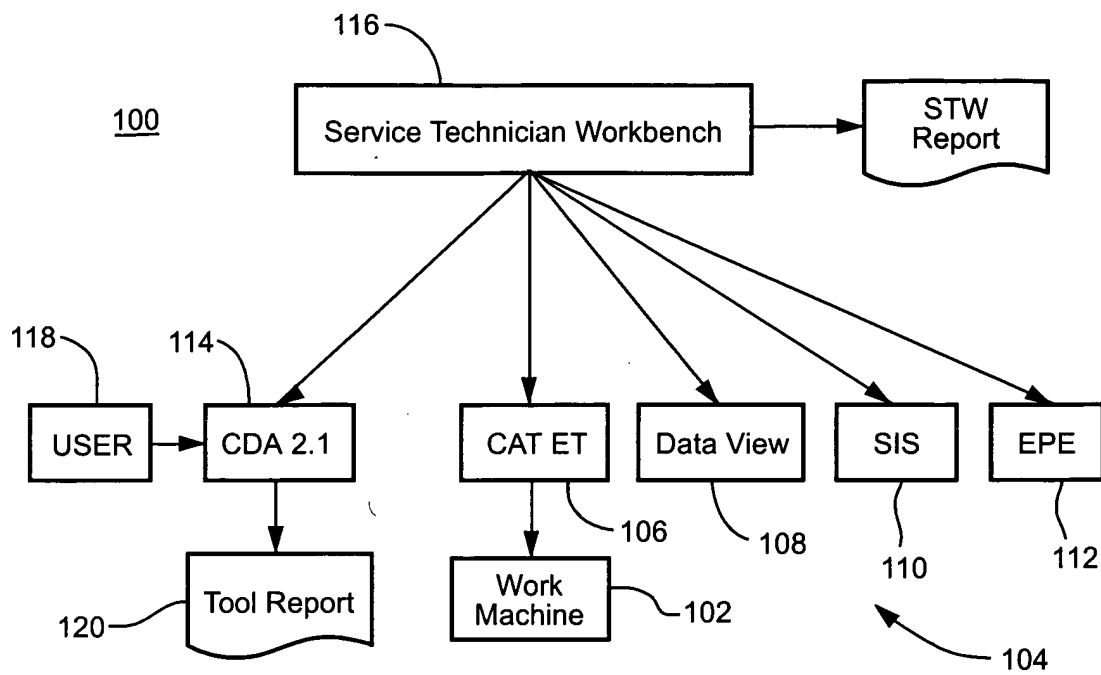 116
100
Service Technician Workbench
STW
Report
118
114
USER
CDA 2.1
CAT ET
Data View
SIS
EPE
106
108
110
112
120
Tool Report
Work
Machine
102
104